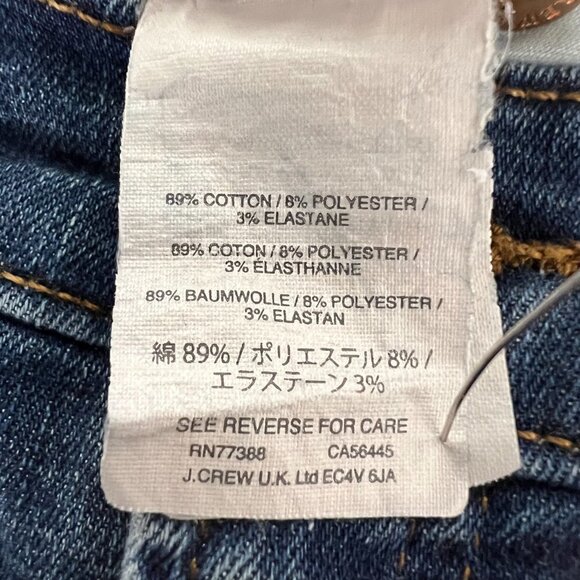 89% COTTON / 8% POLYESTER /
3% ELASTANE
89% COTON / 8% POLYESTER /
3% ÉLASTHANNE
89% BAUMWOLLE / 8% POLYESTER /
3% ELASTAN
綿 89% / ポリエステル 8% /
エラステーン 3%
SEE REVERSE FOR CARE
RN77388 CA56445
J.CREW U.K. Ltd EC4V 6JA